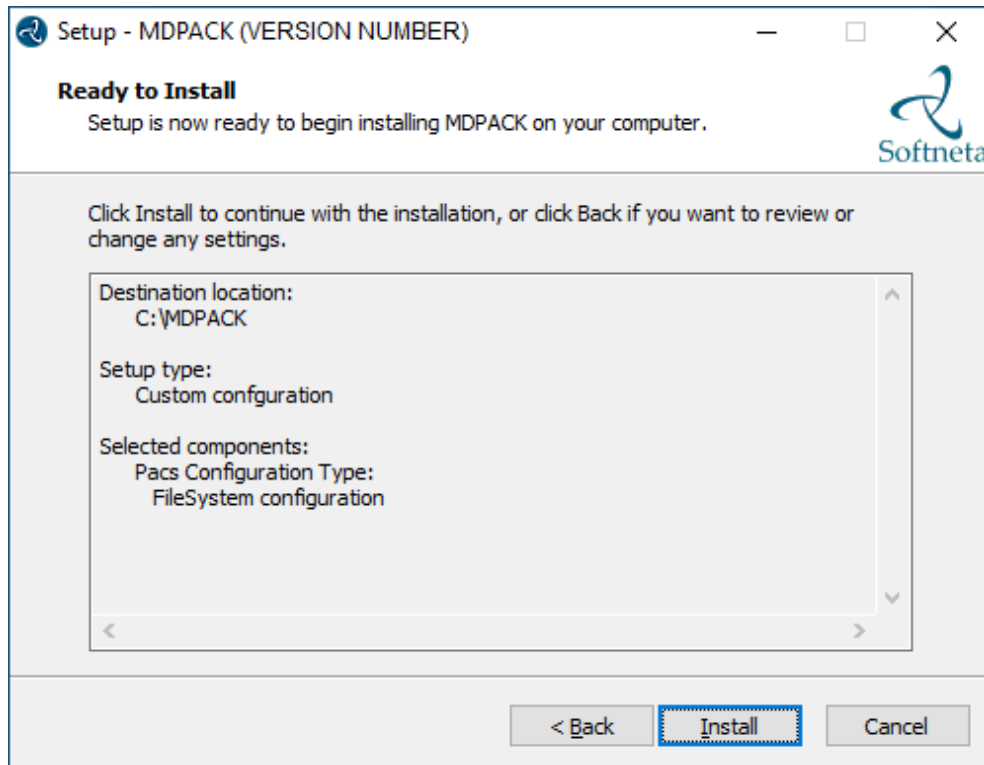 Setup - MDPACK (VERSION NUMBER)
Ready to Install
Setup is now ready to begin installing MDPACK on your computer.
Softneta
Click Install to continue with the installation, or click Back if you want to review or
change any settings.
Destination location:
C:\MDPACK
Setup type:
Custom confguration
Selected components:
Pacs Configuration Type:
FileSystem configuration
< Back
Install
Cancel